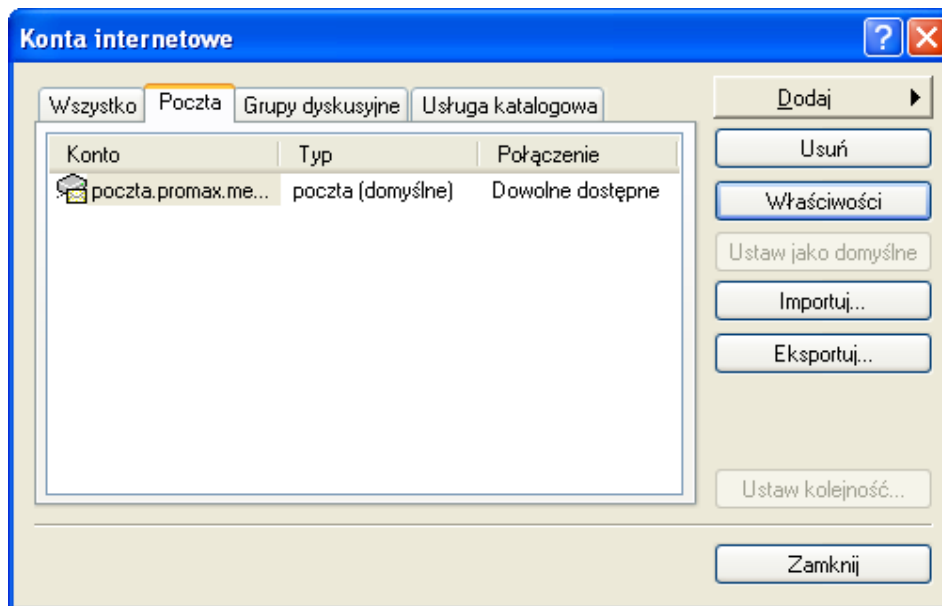 Konta internetowe
Wszystko Poczta Grupy dyskusyjne Usługa katalogowa
Konto Typ Połączenie
poczta.promax.me... poczta (domyślne) Dowolne dostępne
Dodaj
Usuń
Właściwości
Ustaw jako domyślne
Importuj...
Eksportuj...
Ustaw kolejność...
Zamknij